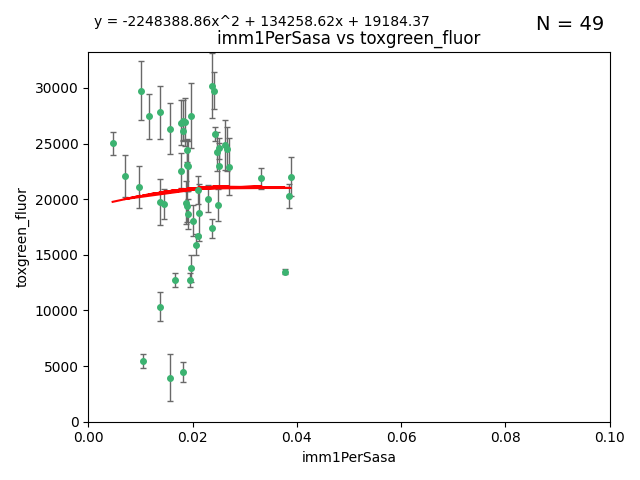 y = -2248388.86x^2 + 134258.62x + 19184.37
N = 49
imm1PerSasa vs toxgreen_fluor
30000
25000
20000
15000
10000
5000
0
toxgreen_fluor
0.00 0.02 0.04 0.06 0.08 0.10
imm1PerSasa